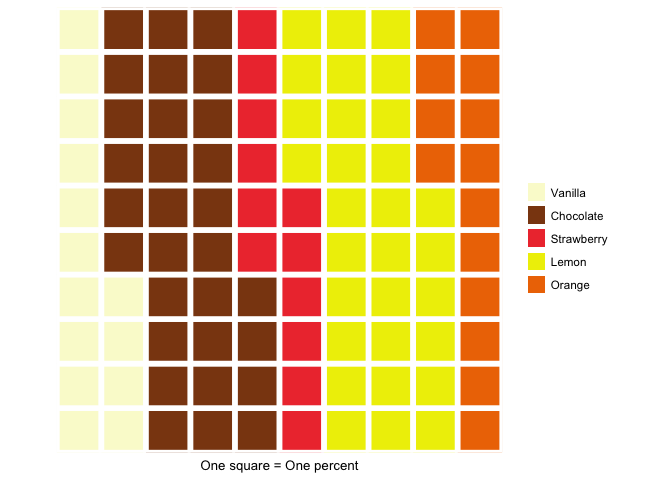 Vanilla
Chocolate
Strawberry
Lemon
Orange
One square = One percent